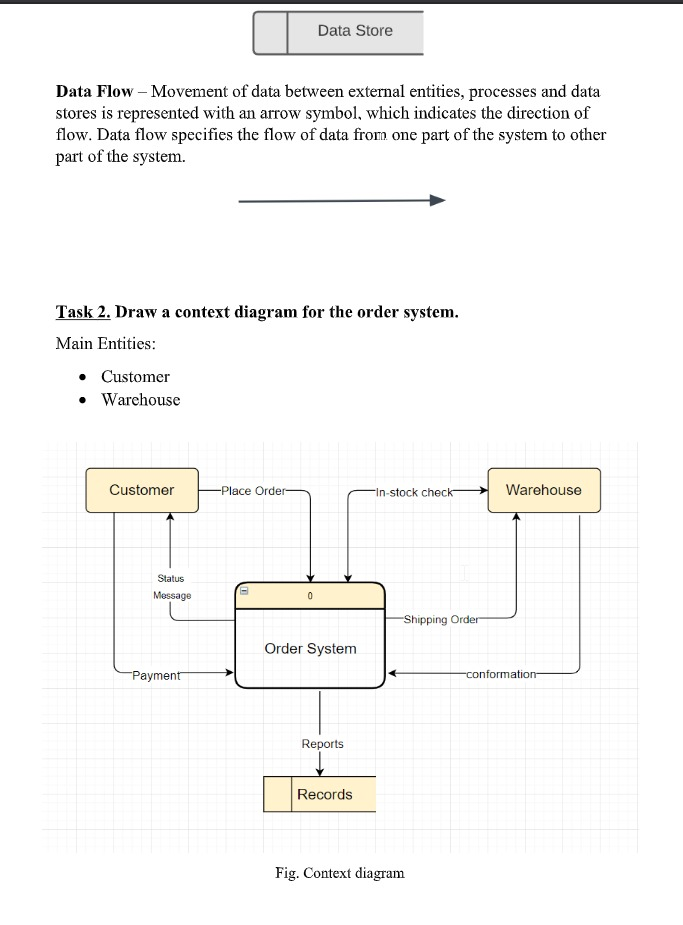 Data Store
Data Flow – Movement of data between external entities, processes and data
stores is represented with an arrow symbol, which indicates the direction of
flow. Data flow specifies the flow of data from one part of the system to other
part of the system.
Task 2. Draw a context diagram for the order system.
Main Entities:
• Customer
• Warehouse
Customer
Place Order
In-stock check
Warehouse
Status
Message
0
Shipping Order
Order System
Payment
conformation
Reports
Records
Fig. Context diagram